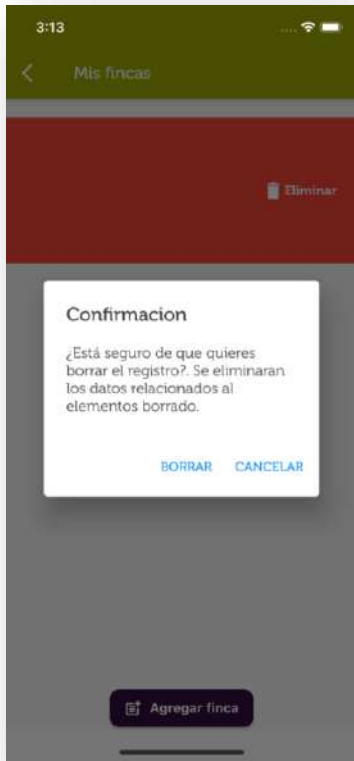 3:13
Mis fincas
Eliminar
Confirmacion
¿Está seguro de que quieres
borrar el registro?. Se eliminaran
los datos relacionados al
elementos borrado.
BORRAR CANCELAR
Agregar finca